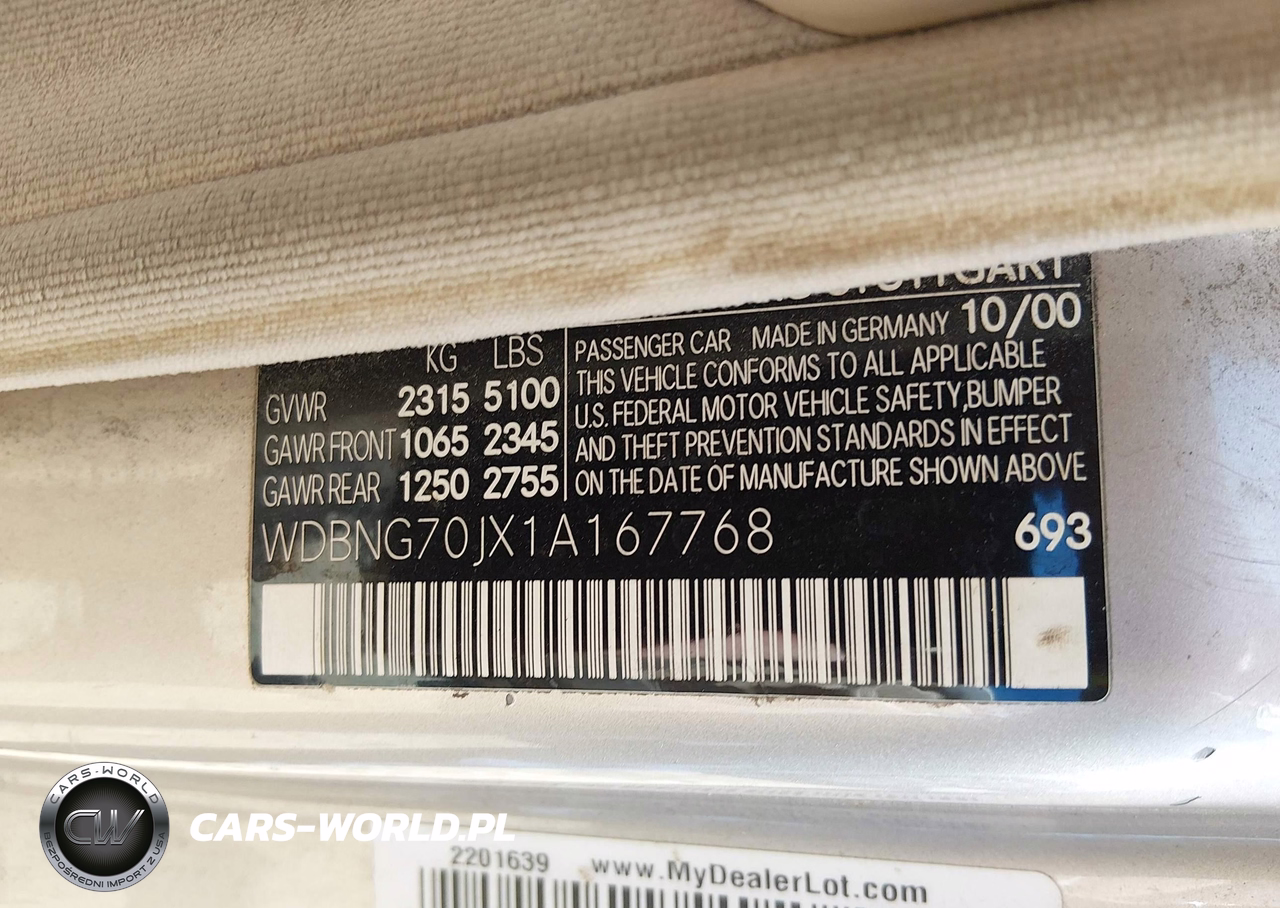 STUTTGART
KG LBS
GVWR 2315 5100
GAWR FRONT 1065 2345
GAWR REAR 1250 2755
PASSENGER CAR MADE IN GERMANY 10/00
THIS VEHICLE CONFORMS TO ALL APPLICABLE
U.S. FEDERAL MOTOR VEHICLE SAFETY,BUMPER
AND THEFT PREVENTION STANDARDS IN EFFECT
ON THE DATE OF MANUFACTURE SHOWN ABOVE
WDBNG70JX1A167768 693
CARS-WORLD
CW
BEZPOŚREDNI IMPORT Z USA
CARS-WORLD.PL
2201639 www.MyDealerLot.com